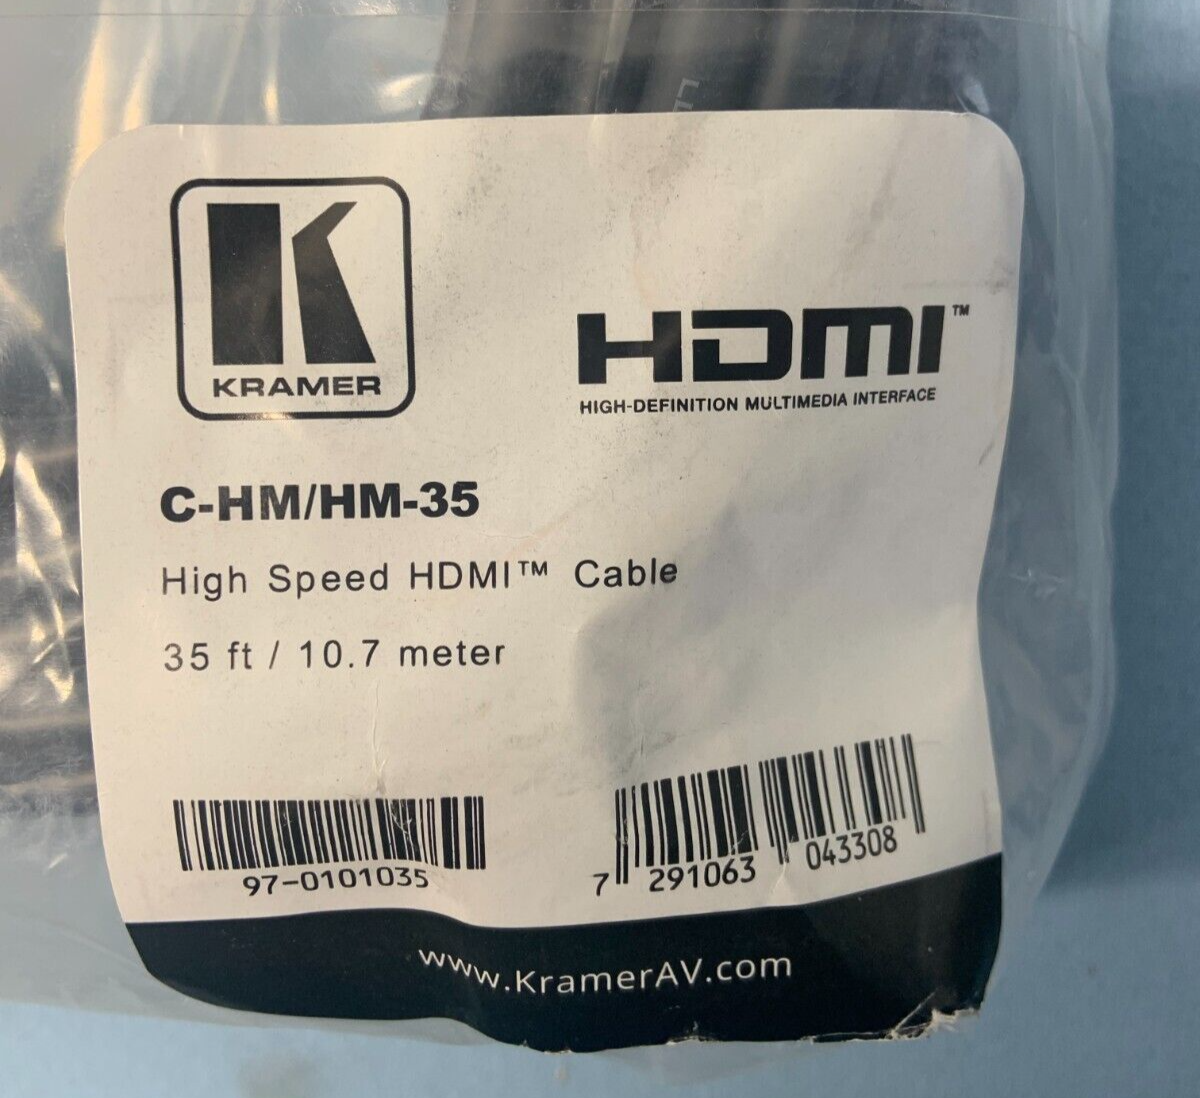 KRAMER
HDMI™
HIGH-DEFINITION MULTIMEDIA INTERFACE
C-HM/HM-35
High Speed HDMI™ Cable
35 ft / 10.7 meter
97-0101035
7 291063 043308
www.KramerAV.com